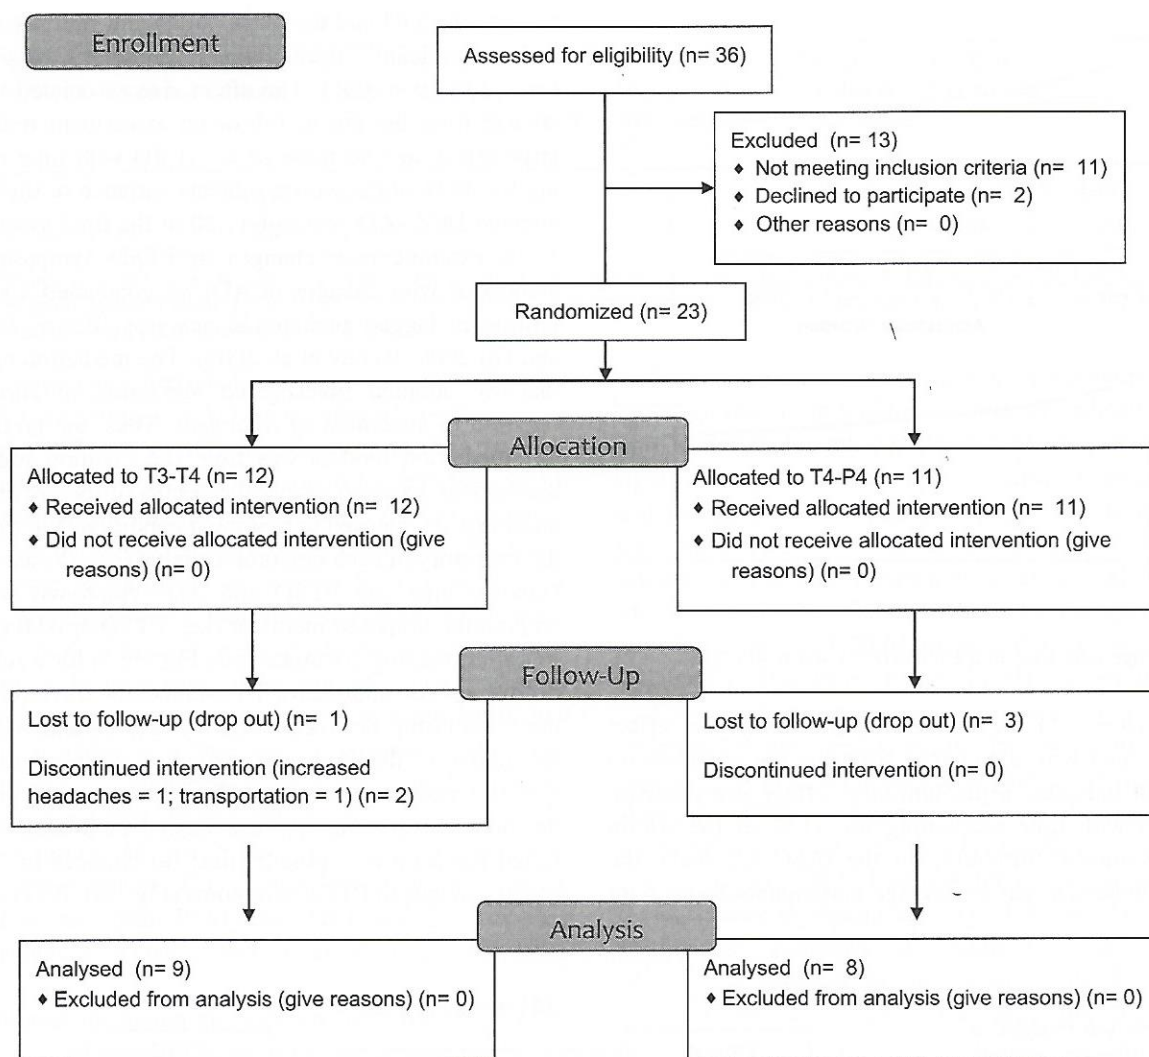 Enrollment
Assessed for eligibility (n= 36)
Excluded (n= 13)
♦ Not meeting inclusion criteria (n= 11)
♦ Declined to participate (n= 2)
♦ Other reasons (n= 0)
Randomized (n= 23)
Allocation
Allocated to T3-T4 (n= 12)
♦ Received allocated intervention (n= 12)
♦ Did not receive allocated intervention (give
reasons) (n= 0)
Allocated to T4-P4 (n= 11)
♦ Received allocated intervention (n= 11)
♦ Did not receive allocated intervention (give
reasons) (n= 0)
Follow-Up
Lost to follow-up (drop out) (n= 1)
Discontinued intervention (increased
headaches = 1; transportation = 1) (n= 2)
Lost to follow-up (drop out) (n= 3)
Discontinued intervention (n= 0)
Analysis
Analysed (n= 9)
♦ Excluded from analysis (give reasons) (n= 0)
Analysed (n= 8)
♦ Excluded from analysis (give reasons) (n= 0)